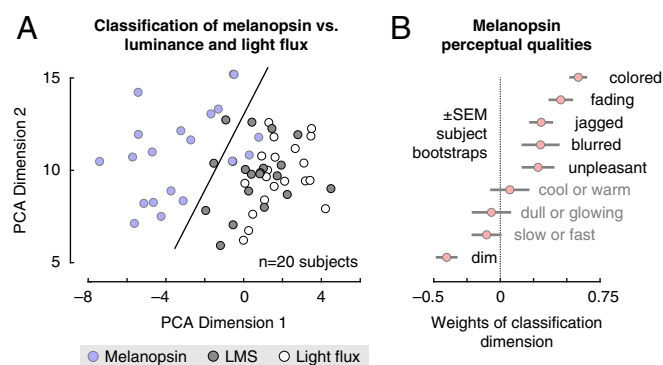 A
Classification of melanopsin vs.
luminance and light flux
15
10
5
PCA Dimension 2
n=20 subjects
−8
−4
0
4
8
PCA Dimension 1
Melanopsin
LMS
Light flux
B
Melanopsin
perceptual qualities
±SEM
subject
bootstraps
colored
fading
jagged
blurred
unpleasant
cool or warm
dull or glowing
slow or fast
dim
−0.5
0
0.75
Weights of classification
dimension